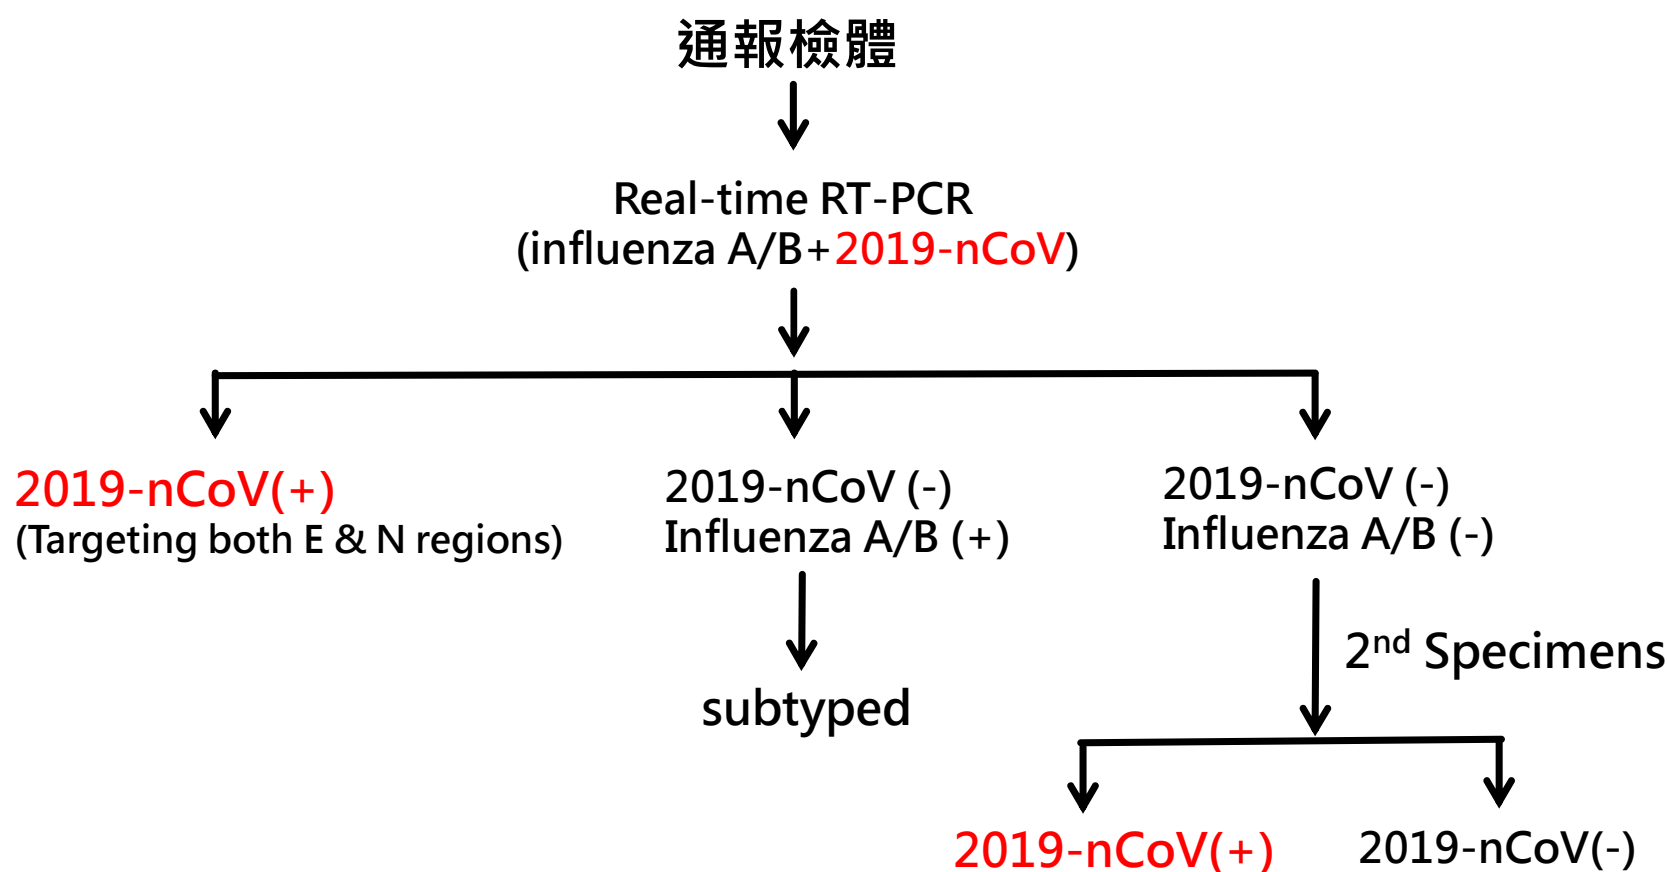 通報檢體
Real-time RT-PCR
(influenza A/B+2019-nCoV)
2019-nCoV(+)
(Targeting both E & N regions)
2019-nCoV (-)
Influenza A/B (+)
2019-nCoV (-)
Influenza A/B (-)
subtyped
2nd Specimens
2019-nCoV(+)
2019-nCoV(-)